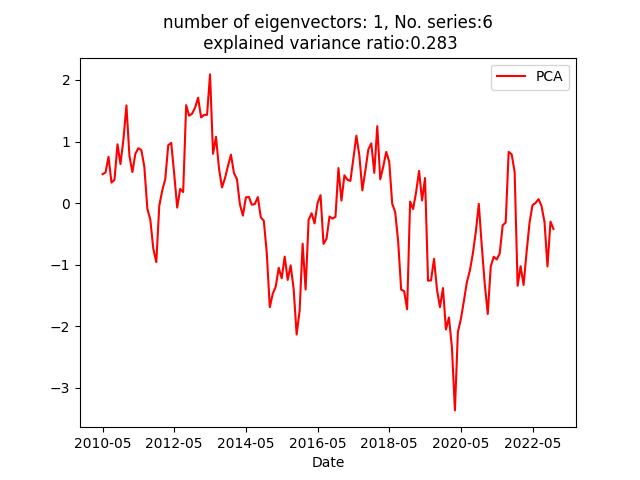 number of eigenvectors: 1, No. series:6
explained variance ratio:0.283
PCA
2
1
0
−1
−2
−3
2010-05 2012-05 2014-05 2016-05 2018-05 2020-05 2022-05
Date